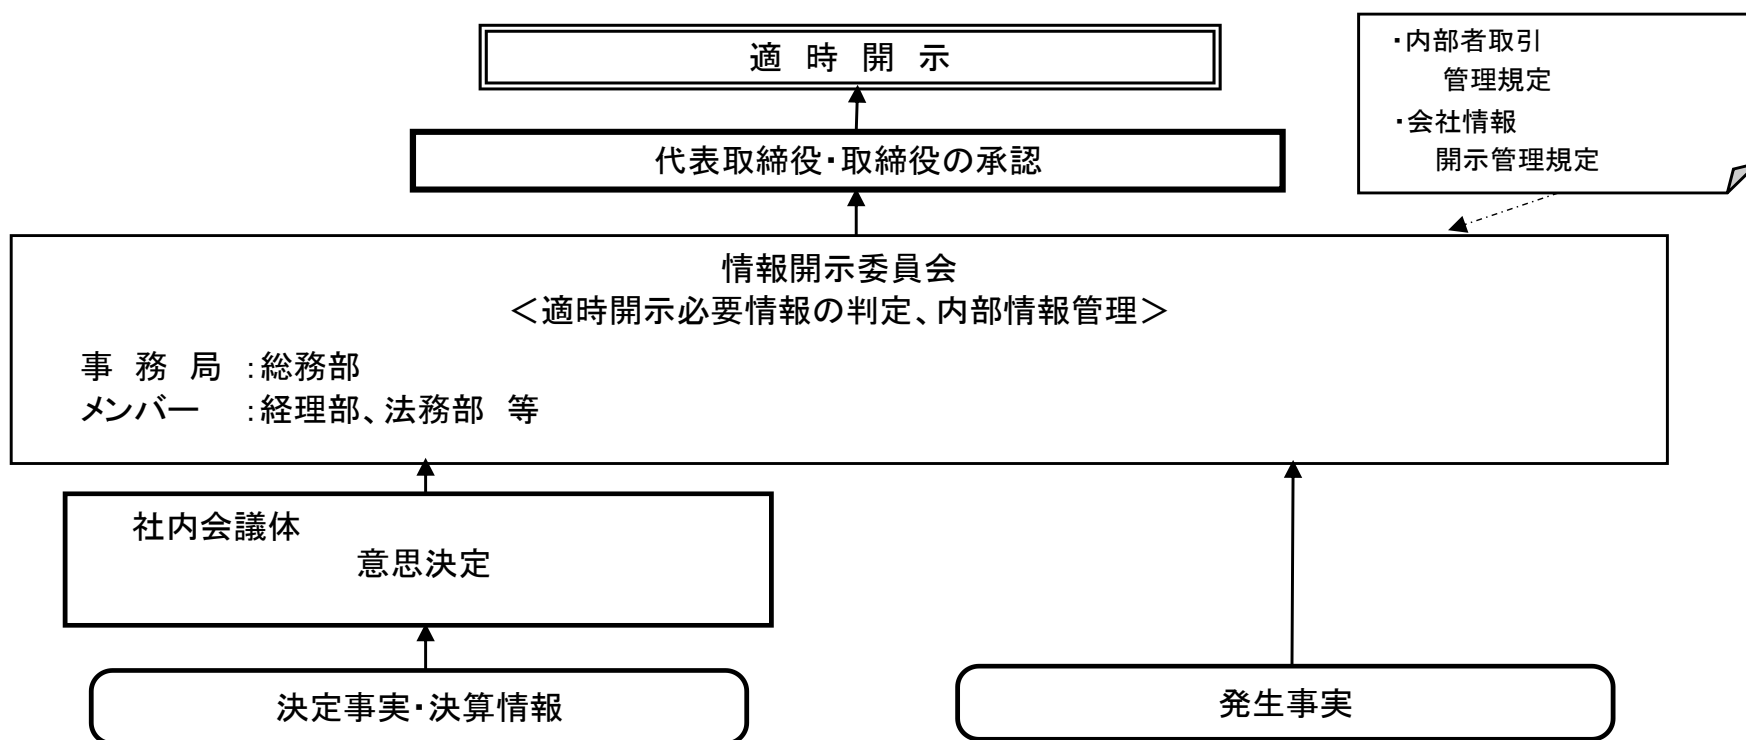 適 時 開 示
・内部者取引
管理規定
・会社情報
開示管理規定
代表取締役・取締役の承認
情報開示委員会
＜適時開示必要情報の判定、内部情報管理＞
事 務 局 ：総務部
メンバー ：経理部、法務部 等
社内会議体
意思決定
決定事実・決算情報
発生事実